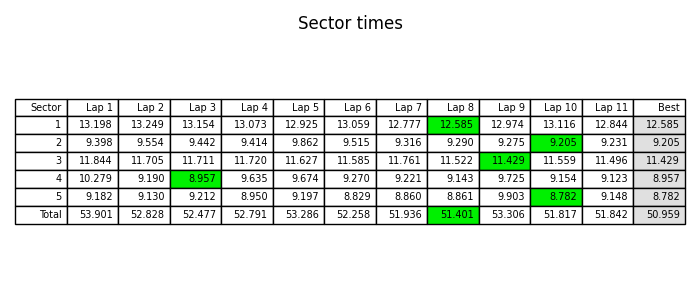 Sector times
Sector Lap 1 Lap 2 Lap 3 Lap 4 Lap 5 Lap 6 Lap 7 Lap 8 Lap 9 Lap 10 Lap 11 Best
1 13.198 13.249 13.154 13.073 12.925 13.059 12.777 12.585 12.974 13.116 12.844 12.585
2 9.398 9.554 9.442 9.414 9.862 9.515 9.316 9.290 9.275 9.205 9.231 9.205
3 11.844 11.705 11.711 11.720 11.627 11.585 11.761 11.522 11.429 11.559 11.496 11.429
4 10.279 9.190 8.957 9.635 9.674 9.270 9.221 9.143 9.725 9.154 9.123 8.957
5 9.182 9.130 9.212 8.950 9.197 8.829 8.860 8.861 9.903 8.782 9.148 8.782
Total 53.901 52.828 52.477 52.791 53.286 52.258 51.936 51.401 53.306 51.817 51.842 50.959